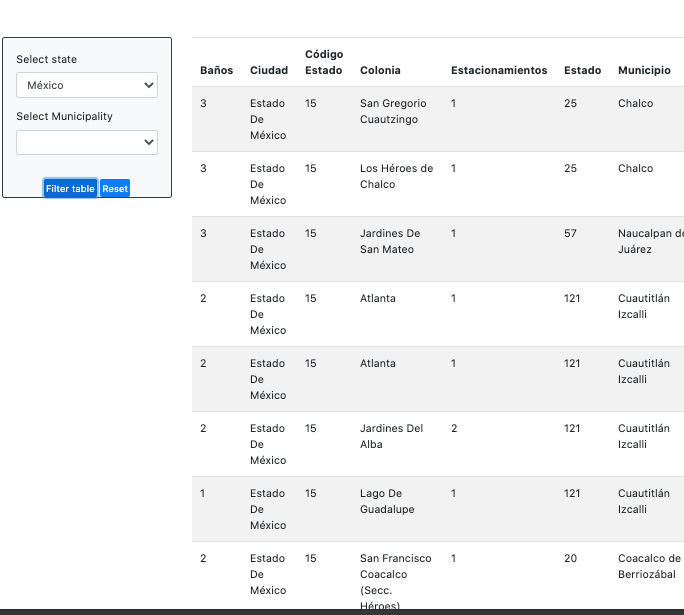 Select state
México
Select Municipality
Filter table Reset
Código
Baños Ciudad Estado Colonia Estacionamientos Estado Municipio
3 Estado 15 San Gregorio 1 25 Chalco
De Cuautzingo
México
3 Estado 15 Los Héroes de 1 25 Chalco
De Chalco
México
3 Estado 15 Jardines De 1 57 Naucalpan de
De San Mateo Juárez
México
2 Estado 15 Atlanta 1 121 Cuautitlán
De Izcalli
México
2 Estado 15 Atlanta 1 121 Cuautitlán
De Izcalli
México
2 Estado 15 Jardines Del 2 121 Cuautitlán
De Alba Izcalli
México
1 Estado 15 Lago De 1 121 Cuautitlán
De Guadalupe Izcalli
México
2 Estado 15 San Francisco 1 20 Coacalco de
De Coacalco Berriozábal
México (Secc.
Héroes)